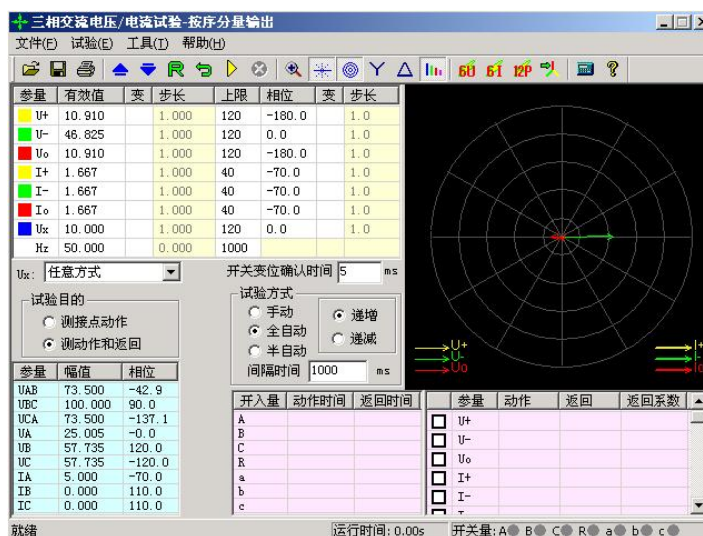 三相交流电压/电流试验-按序分量输出
文件(F) 试验(E) 工具(T) 帮助(H)
6U 6I 12P
参量 有效值 变 步长 上限 相位 变 步长
U+ 10.910 1.000 120 -180.0 1.0
U- 46.825 1.000 120 0.0 1.0
Uo 10.910 1.000 120 -180.0 1.0
I+ 1.667 1.000 40 -70.0 1.0
I- 1.667 1.000 40 -70.0 1.0
Io 1.667 1.000 40 -70.0 1.0
Ux 10.000 1.000 120 0.0 1.0
Hz 50.000 0.000 1000
Ux: 任意方式
开关变位确认时间 5 ms
试验目的
测接点动作
测动作和返回
试验方式
手动
全自动
半自动
递增
递减
间隔时间 1000 ms
U+
U-
Uo
I+
I-
Io
参量 幅值 相位
UAB 73.500 -42.9
UBC 100.000 90.0
UCA 73.500 -137.1
UA 25.005 -0.0
UB 57.735 120.0
UC 57.735 -120.0
IA 5.000 -70.0
IB 0.000 110.0
IC 0.000 110.0
开入量 动作时间 返回时间
A
B
C
R
a
b
c
参量 动作 返回 返回系数
U+
U-
Uo
I+
I-
就绪 运行时间: 0.00s 开关量: A B C R a b c